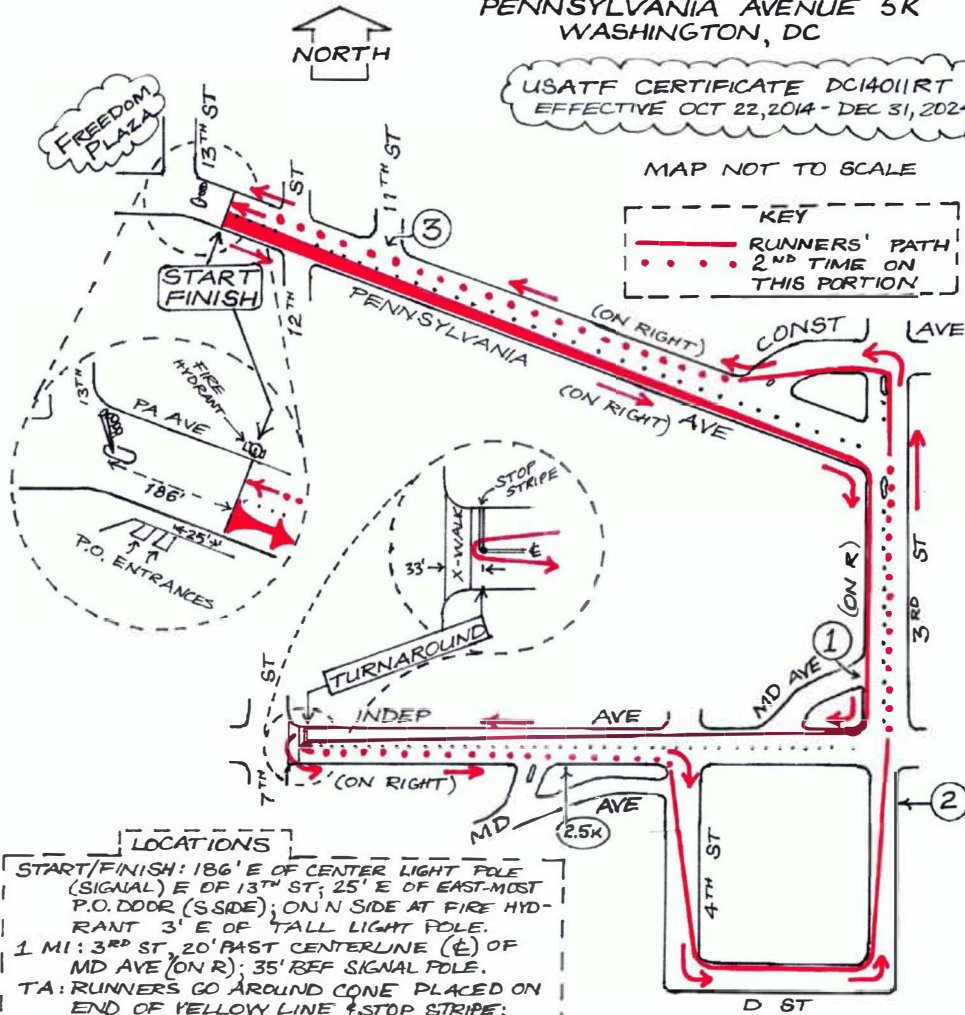 PENNSYLVANIA AVENUE 5K
WASHINGTON, DC
NORTH
USATF CERTIFICATE DC14011RT
EFFECTIVE OCT 22, 2014 - DEC 31, 202
MAP NOT TO SCALE
KEY
RUNNERS' PATH
2ND TIME ON
THIS PORTION
FREEDOM
PLAZA
13TH ST
ST
11TH ST
3
START
FINISH
12TH
PENNSYLVANIA
(ON RIGHT)
CONST
AVE
(ON RIGHT)
AVE
FIRE
HYDRANT
13TH
PA AVE
186'
25'
P.O. ENTRANCES
STOP
STRIPE
X-WALK
33'
℄
TURNAROUND
(ON R)
ST
3RD
1
MD AVE
ST
INDEP
AVE
7TH
(ON RIGHT)
MD
AVE
2.5K
2
4TH ST
D ST
LOCATIONS
START/FINISH: 186' E OF CENTER LIGHT POLE
(SIGNAL) E OF 13TH ST; 25' E OF EAST-MOST
P.O. DOOR (S SIDE); ON N SIDE AT FIRE HYD-
RANT 3' E OF TALL LIGHT POLE.
1 MI: 3RD ST, 20' PAST CENTERLINE (℄) OF
MD AVE (ON R); 35' BEF SIGNAL POLE.
TA: RUNNERS GO AROUND CONE PLACED ON
END OF YELLOW LINE & STOP STRIPE: